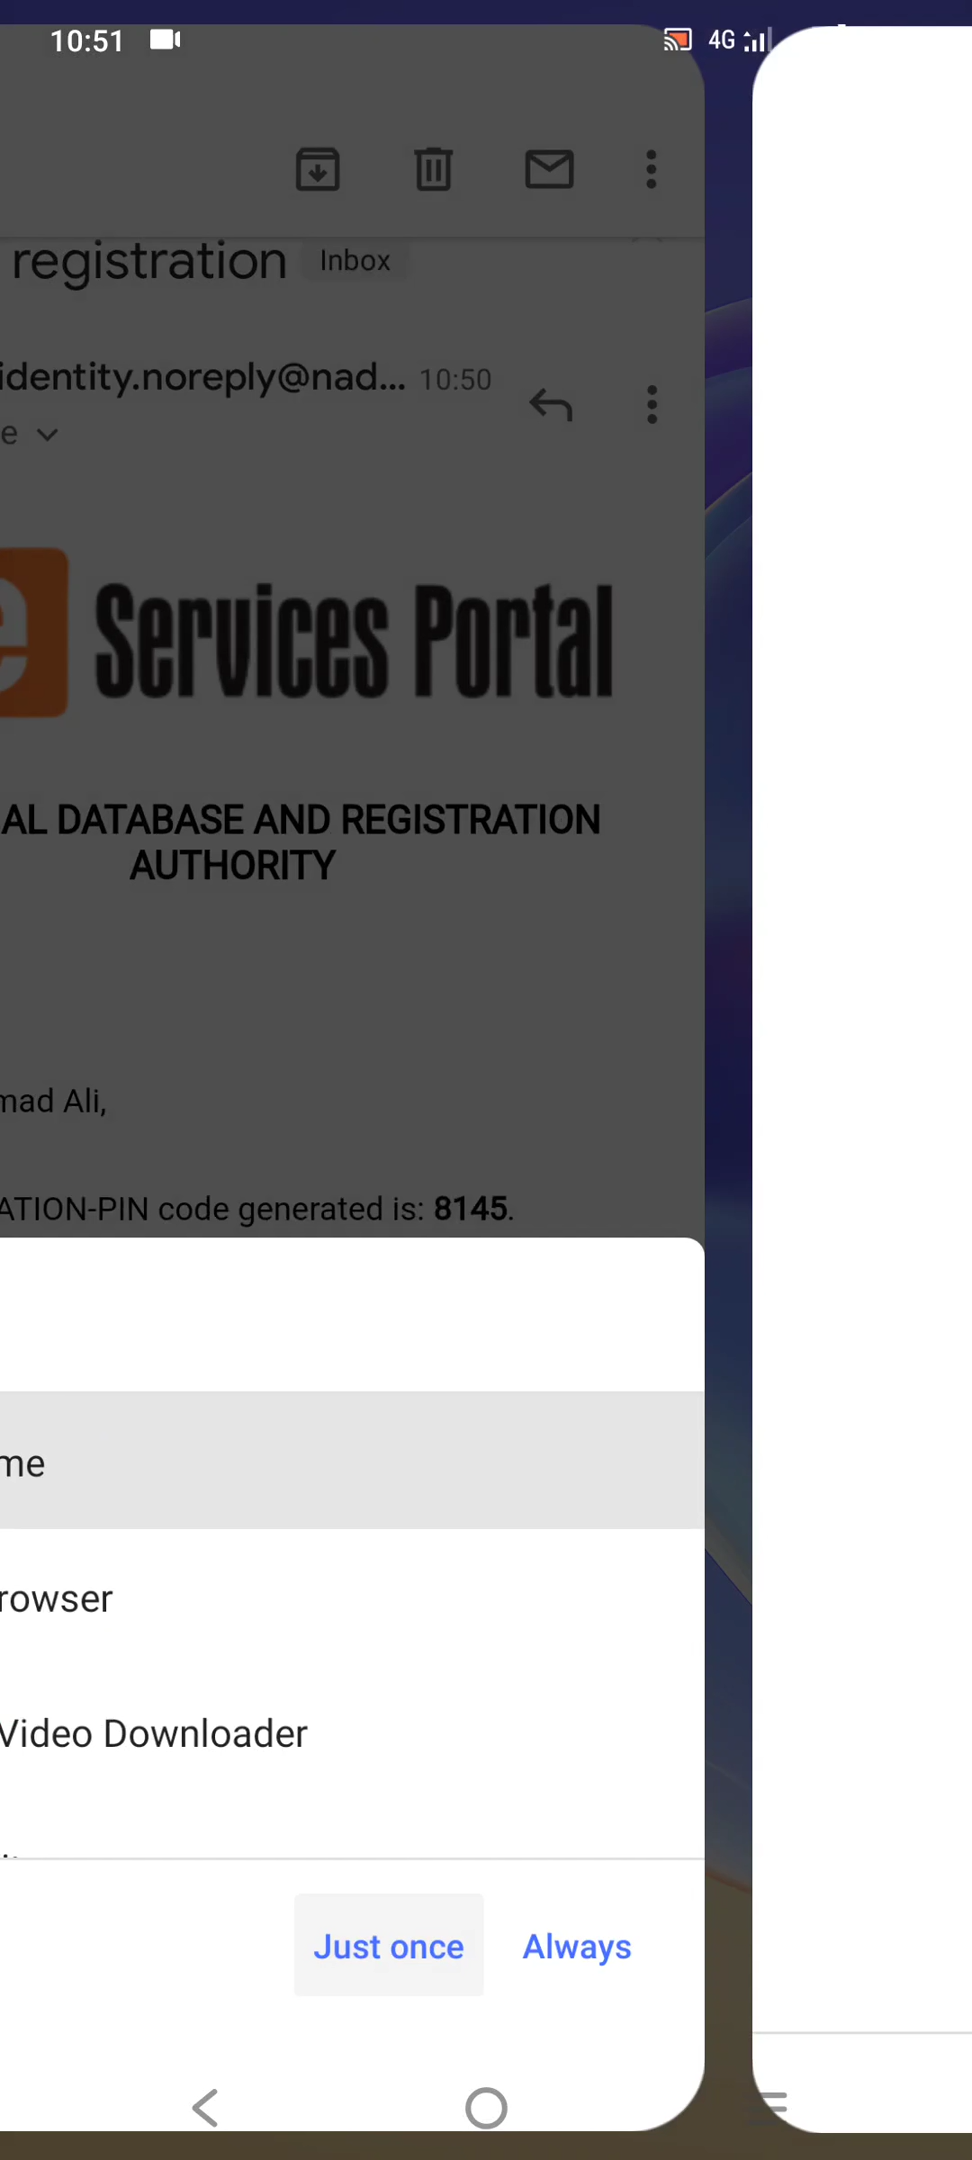 10:51
4G
registration Inbox
identity.noreply@nad... 10:50
e
e Services Portal
AL DATABASE AND REGISTRATION
AUTHORITY
mad Ali,
ATION-PIN code generated is: 8145.
me
rowser
Video Downloader
Just once Always